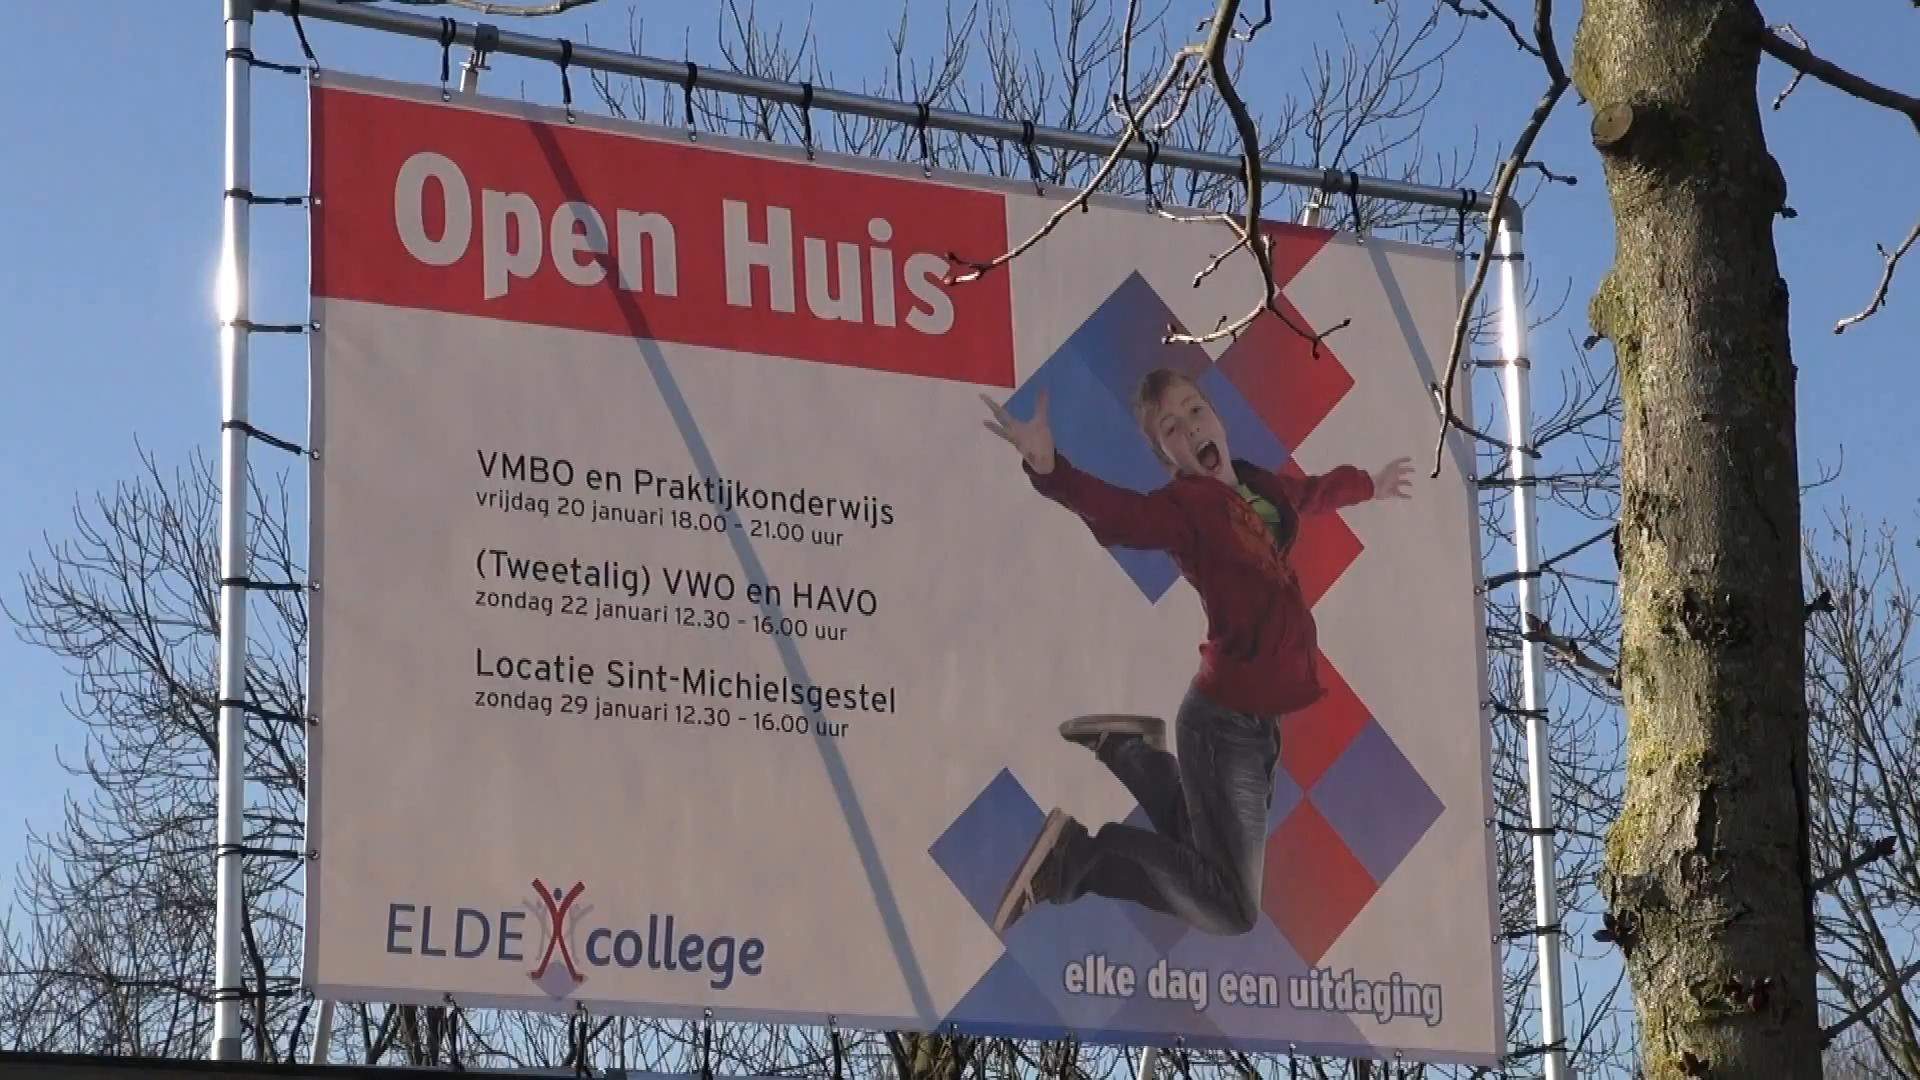 Open Huis
VMBO en Praktijkonderwijs
vrijdag 20 januari 18.00 - 21.00 uur
(Tweetalig) VWO en HAVO
zondag 22 januari 12.30 - 16.00 uur
Locatie Sint-Michielsgestel
zondag 29 januari 12.30 - 16.00 uur
ELDE college
elke dag een uitdaging